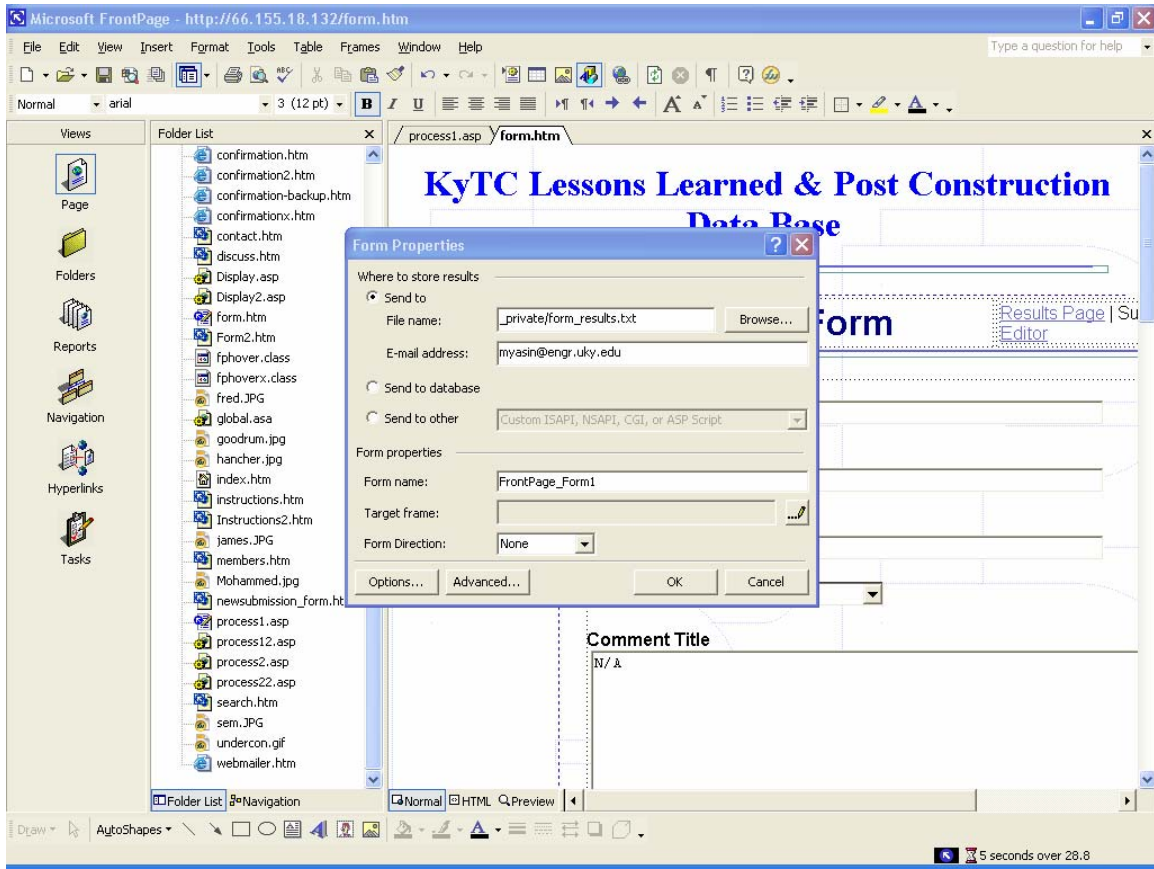 Microsoft FrontPage - http://66.155.18.132/form.htm
File Edit View Insert Format Tools Table Frames Window Help
Type a question for help
Normal
arial
3 (12 pt)
B I U
Views
Page
Folders
Reports
Navigation
Hyperlinks
Tasks
Folder List
confirmation.htm
confirmation2.htm
confirmation-backup.htm
confirmationx.htm
contact.htm
discuss.htm
Display.asp
Display2.asp
form.htm
Form2.htm
fphover.class
fphoverx.class
fred.JPG
global.asa
goodrum.jpg
hancher.jpg
index.htm
instructions.htm
Instructions2.htm
james.JPG
members.htm
Mohammed.jpg
newsubmission_form.ht
process1.asp
process12.asp
process2.asp
process22.asp
search.htm
sem.JPG
undercon.gif
webmailer.htm
Folder List Navigation
process1.asp form.htm
KyTC Lessons Learned & Post Construction
Data Base
Form
Results Page | Su
Editor
Form Properties
Where to store results
Send to
File name: _private/form_results.txt Browse...
E-mail address: myasin@engr.uky.edu
Send to database
Send to other Custom ISAPI, NSAPI, CGI, or ASP Script
Form properties
Form name: FrontPage_Form1
Target frame:
Form Direction: None
Options... Advanced... OK Cancel
Comment Title
N/A
Normal HTML Preview
Draw AutoShapes
5 seconds over 28.8